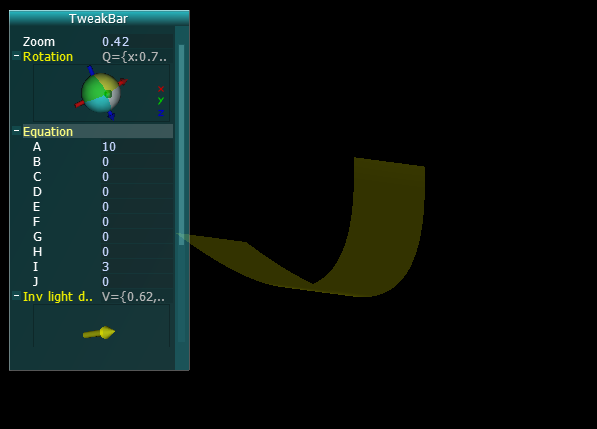 TweakBar
Zoom 0.42
Rotation Q={x:0.7..
x
y
z
Equation
A 10
B 0
C 0
D 0
E 0
F 0
G 0
H 0
I 3
J 0
Inv light d.. V={0.62,..